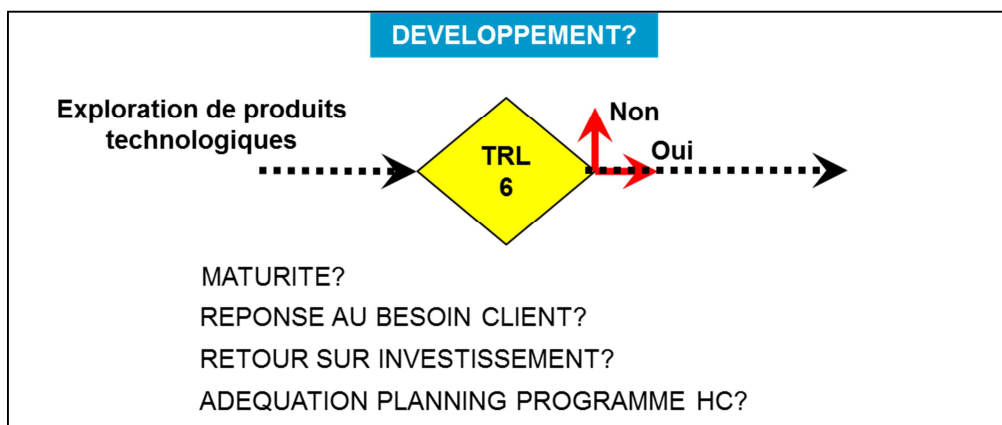 DEVELOPPEMENT?
Exploration de produits
technologiques
TRL
6
Non
Oui
MATURITE?
REPONSE AU BESOIN CLIENT?
RETOUR SUR INVESTISSEMENT?
ADEQUATION PLANNING PROGRAMME HC?